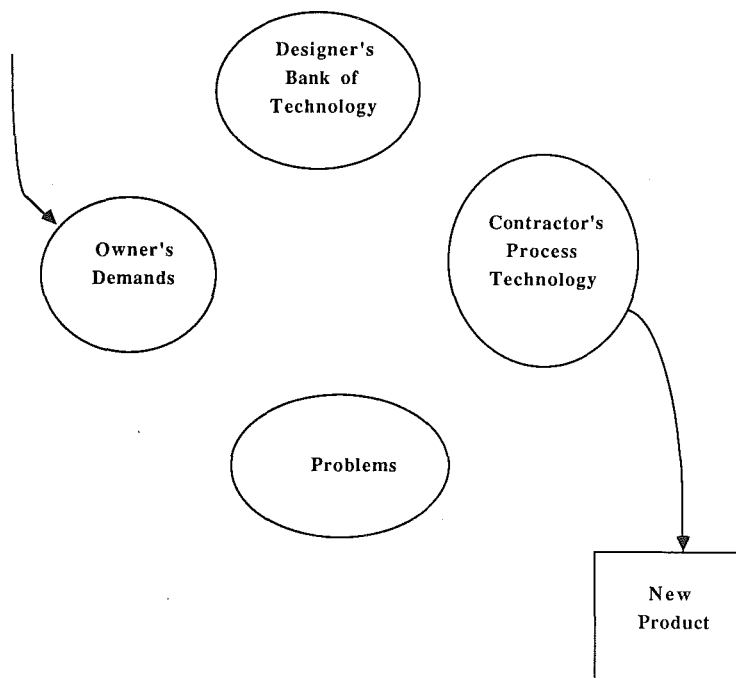 Designer's
Bank of
Technology
Owner's
Demands
Contractor's
Process
Technology
Problems
New
Product